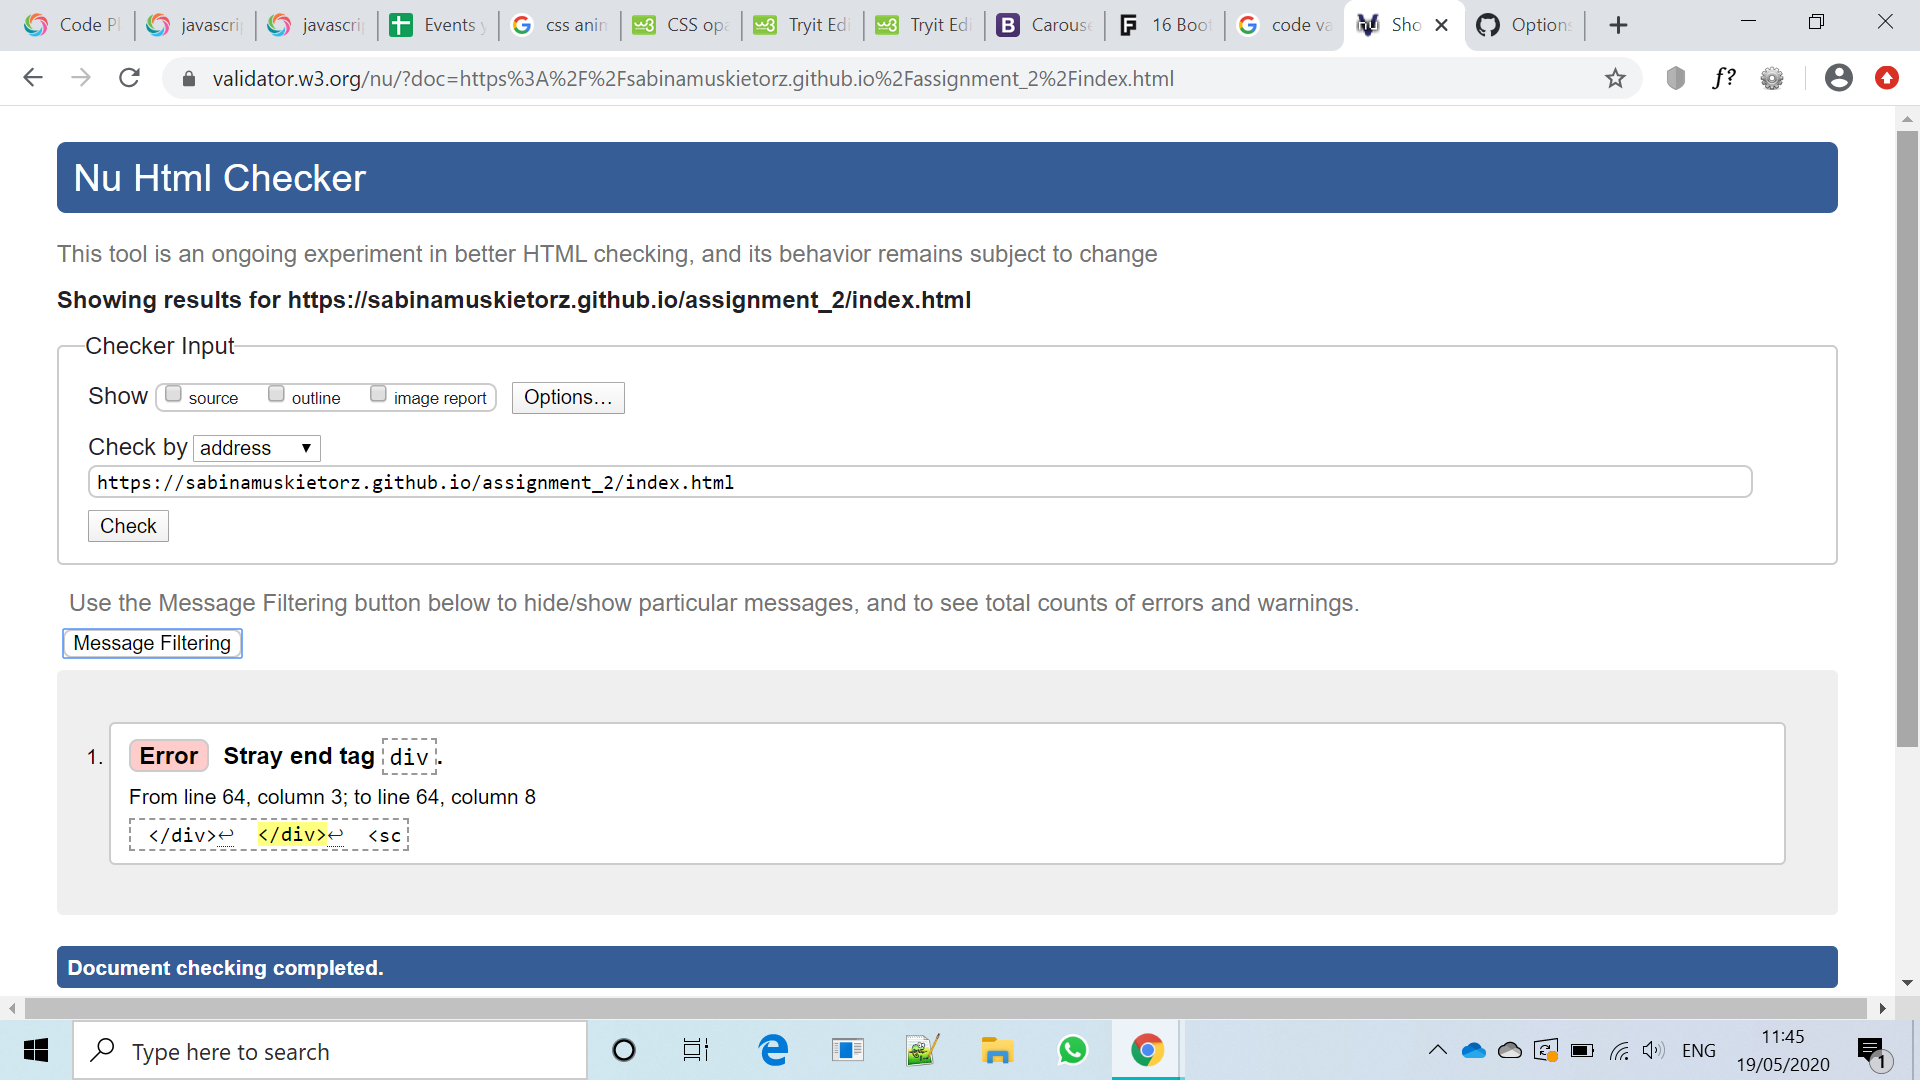 Code Pl
javascri
javascri
Events y
css anin
CSS opa
Tryit Edi
Tryit Edi
Carouse
16 Boot
code va
Sho
Options
validator.w3.org/nu/?doc=https%3A%2F%2Fsabinamuskietorz.github.io%2Fassignment_2%2Findex.html
f?
Nu Html Checker
This tool is an ongoing experiment in better HTML checking, and its behavior remains subject to change
Showing results for https://sabinamuskietorz.github.io/assignment_2/index.html
Checker Input
Show source outline image report Options...
Check by address
https://sabinamuskietorz.github.io/assignment_2/index.html
Check
Use the Message Filtering button below to hide/show particular messages, and to see total counts of errors and warnings.
Message Filtering
1. Error Stray end tag div.
From line 64, column 3; to line 64, column 8
</div>↩ </div>↩ <sc
Document checking completed.
Type here to search
ENG
11:45
19/05/2020
1